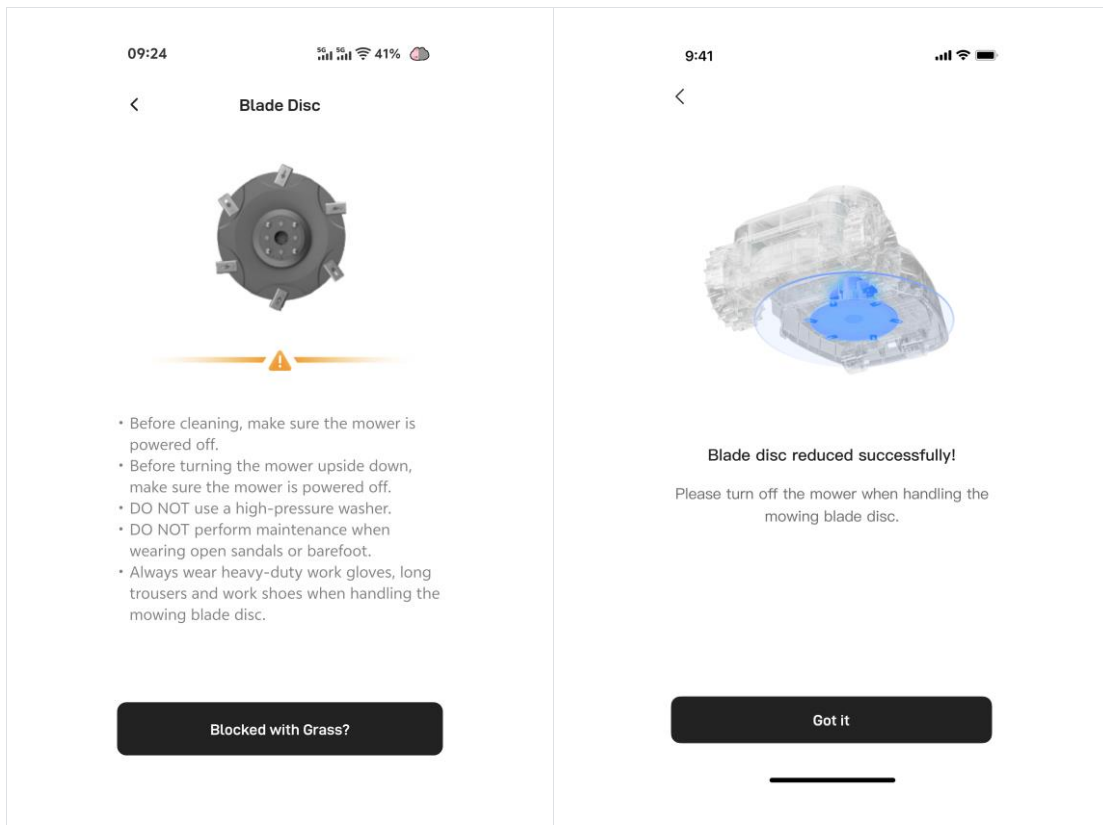 09:24
5G 5G 41%
Blade Disc
• Before cleaning, make sure the mower is
powered off.
• Before turning the mower upside down,
make sure the mower is powered off.
• DO NOT use a high-pressure washer.
• DO NOT perform maintenance when
wearing open sandals or barefoot.
• Always wear heavy-duty work gloves, long
trousers and work shoes when handling the
mowing blade disc.
Blocked with Grass?
9:41
Blade disc reduced successfully!
Please turn off the mower when handling the
mowing blade disc.
Got it